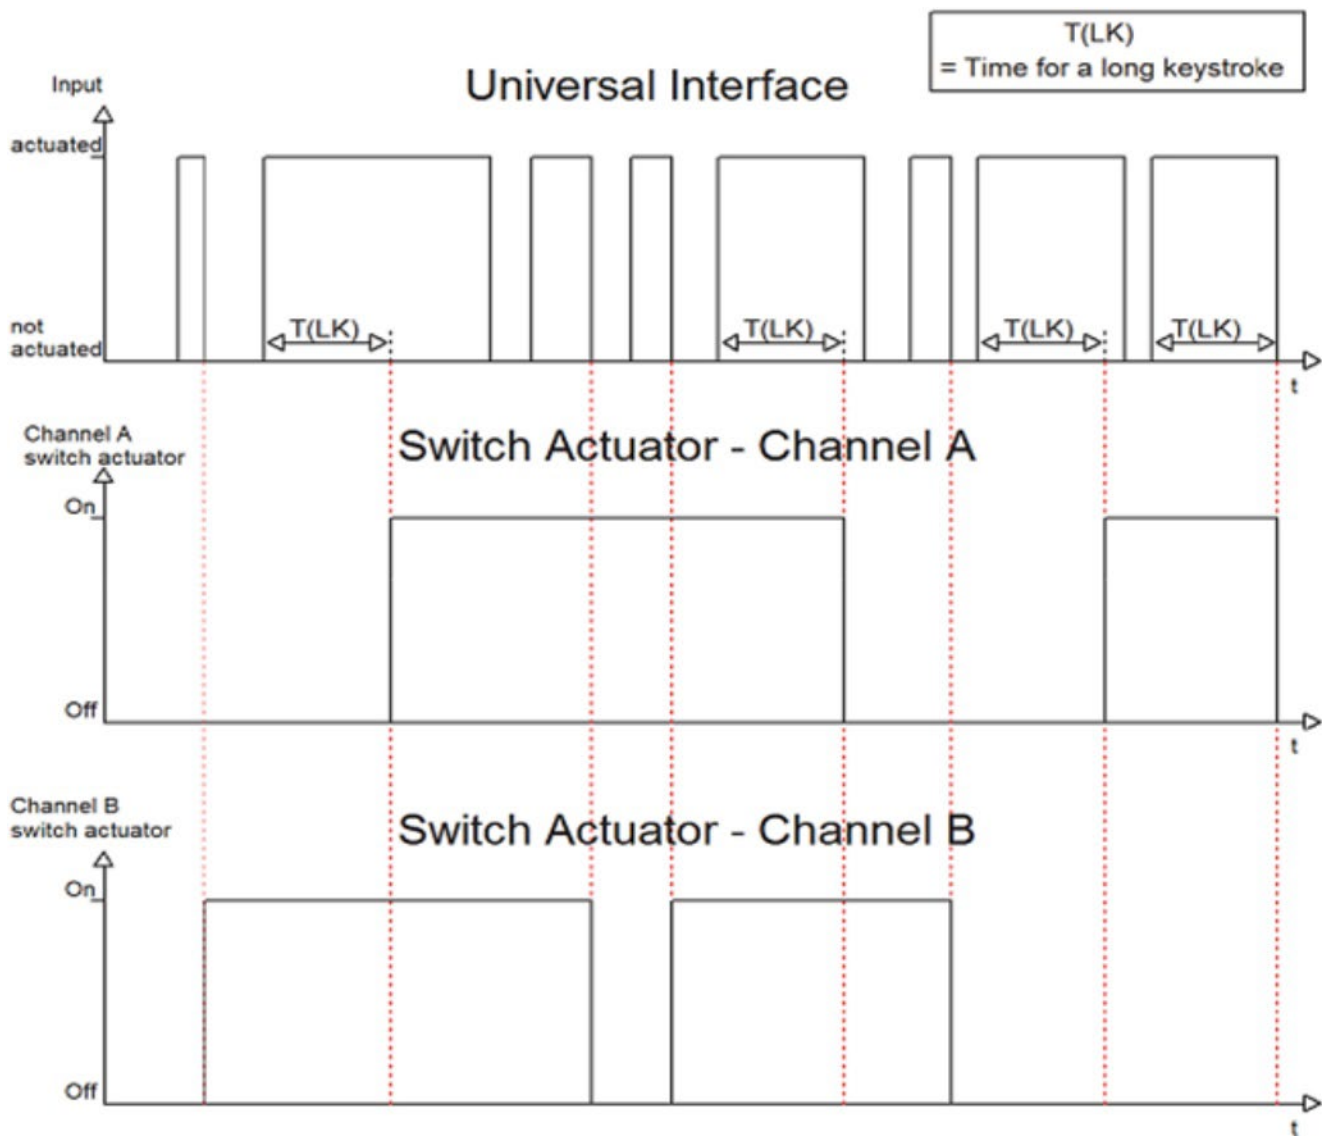 T(LK)
= Time for a long keystroke
Universal Interface
Input
actuated
not
actuated
T(LK)
T(LK)
T(LK)
T(LK)
t
Channel A
switch actuator
Switch Actuator - Channel A
On
Off
t
Channel B
switch actuator
Switch Actuator - Channel B
On
Off
t